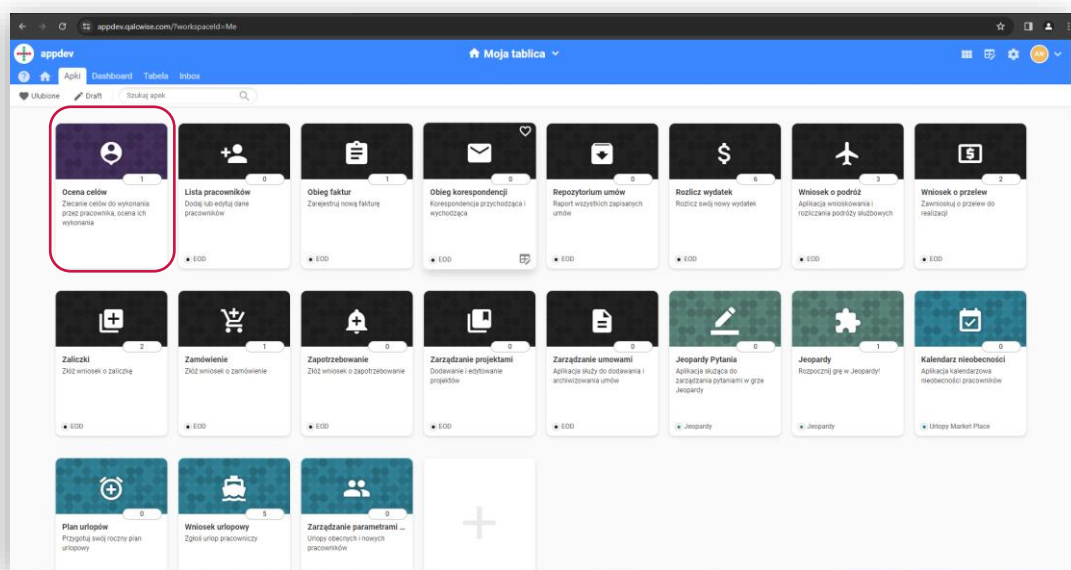 appdev.qalcwise.com/?workspaceId=Me
appdev
Moja tablica
AN
Apki Dashboard Tabela Inbox
Ulubione Draft Szukaj apek
1
Ocena celów
Zlecanie celów do wykonania
przez pracownika, ocena ich
wykonania
0
Lista pracowników
Dodaj lub edytuj dane
pracowników
EOD
1
Obieg faktur
Zarejestruj nową fakturę
EOD
0
Obieg korespondencji
Korespondencja przychodząca i
wychodząca
EOD
0
Repozytorium umów
Raport wszystkich zapisanych
umów
EOD
6
Rozlicz wydatek
Rozlicz swój nowy wydatek
EOD
3
Wniosek o podróż
Aplikacja wnioskowania i
rozliczania podróży służbowych
EOD
2
Wniosek o przelew
Zawnioskuj o przelew do
realizacji
EOD
2
Zaliczki
Złóż wniosek o zaliczkę
EOD
1
Zamówienie
Złóż wniosek o zamówienie
EOD
0
Zapotrzebowanie
Złóż wniosek o zapotrzebowanie
EOD
0
Zarządzanie projektami
Dodawanie i edytowanie
projektów
EOD
0
Zarządzanie umowami
Aplikacja służy do dodawania i
archiwizowania umów
EOD
0
Jeopardy Pytania
Aplikacja służąca do
zarządzania pytaniami w grze
Jeopardy
Jeopardy
1
Jeopardy
Rozpocznij grę w Jeopardy!
Jeopardy
0
Kalendarz nieobecności
Aplikacja kalendarzowa
nieobecności pracowników
Urlopy Market Place
0
Plan urlopów
Przygotuj swój roczny plan
urlopowy
5
Wniosek urlopowy
Zgłoś urlop pracowniczy
0
Zarządzanie parametrami ...
Urlopy obecnych i nowych
pracowników